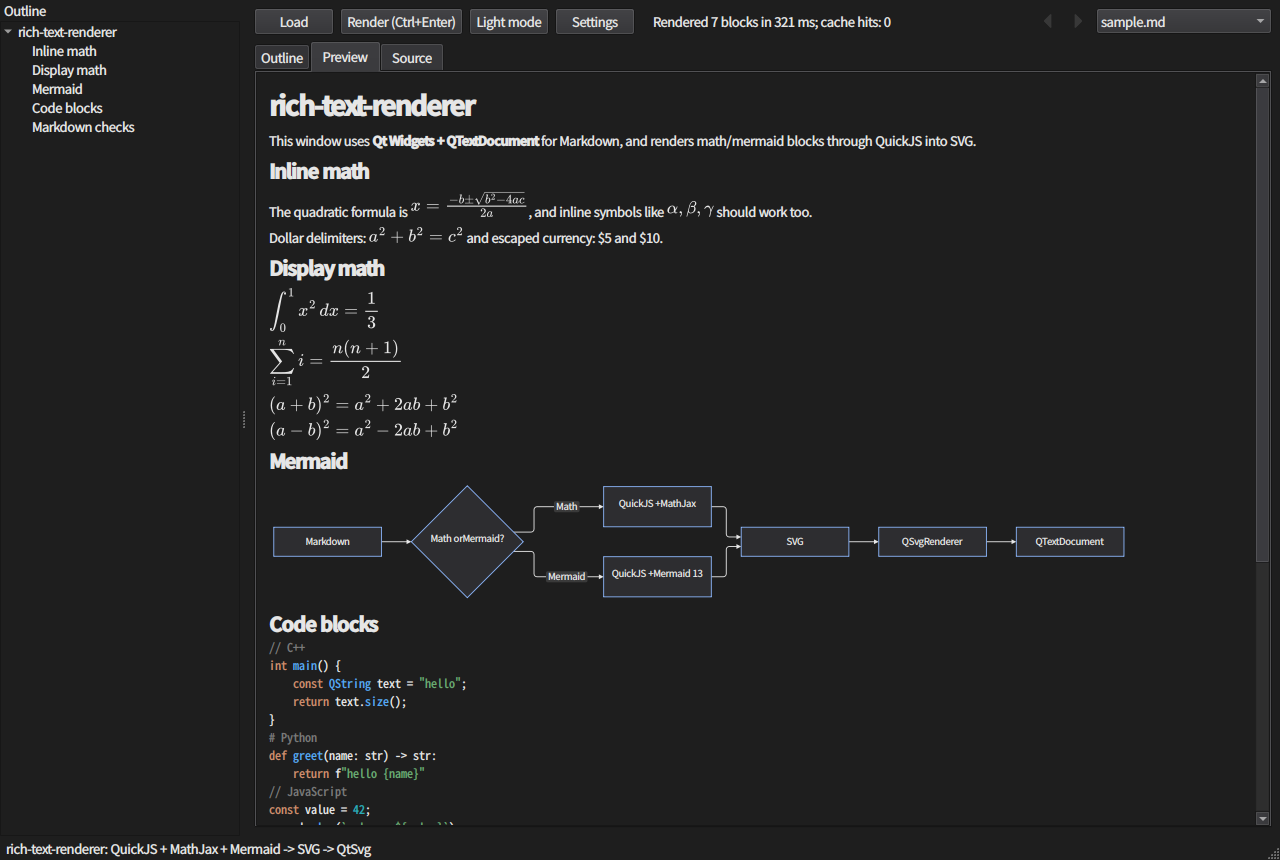 Outline
rich-text-renderer
Inline math
Display math
Mermaid
Code blocks
Markdown checks
Load Render (Ctrl+Enter) Light mode Settings Rendered 7 blocks in 321 ms; cache hits: 0 sample.md
Outline Preview Source
rich-text-renderer
This window uses Qt Widgets + QTextDocument for Markdown, and renders math/mermaid blocks through QuickJS into SVG.
Inline math
The quadratic formula is x = −b±√b²−4ac / 2a , and inline symbols like α, β, γ should work too.
Dollar delimiters: a² + b² = c² and escaped currency: $5 and $10.
Display math
∫₀¹ x² dx = 1/3
∑ᵢ₌₁ⁿ i = n(n + 1)/2
(a + b)² = a² + 2ab + b²
(a − b)² = a² − 2ab + b²
Mermaid
Markdown
Math orMermaid?
Math
Mermaid
QuickJS +MathJax
QuickJS +Mermaid 13
SVG
QSvgRenderer
QTextDocument
Code blocks
// C++
int main() {
    const QString text = "hello";
    return text.size();
}
# Python
def greet(name: str) -> str:
    return f"hello {name}"
// JavaScript
const value = 42;
rich-text-renderer: QuickJS + MathJax + Mermaid -> SVG -> QtSvg